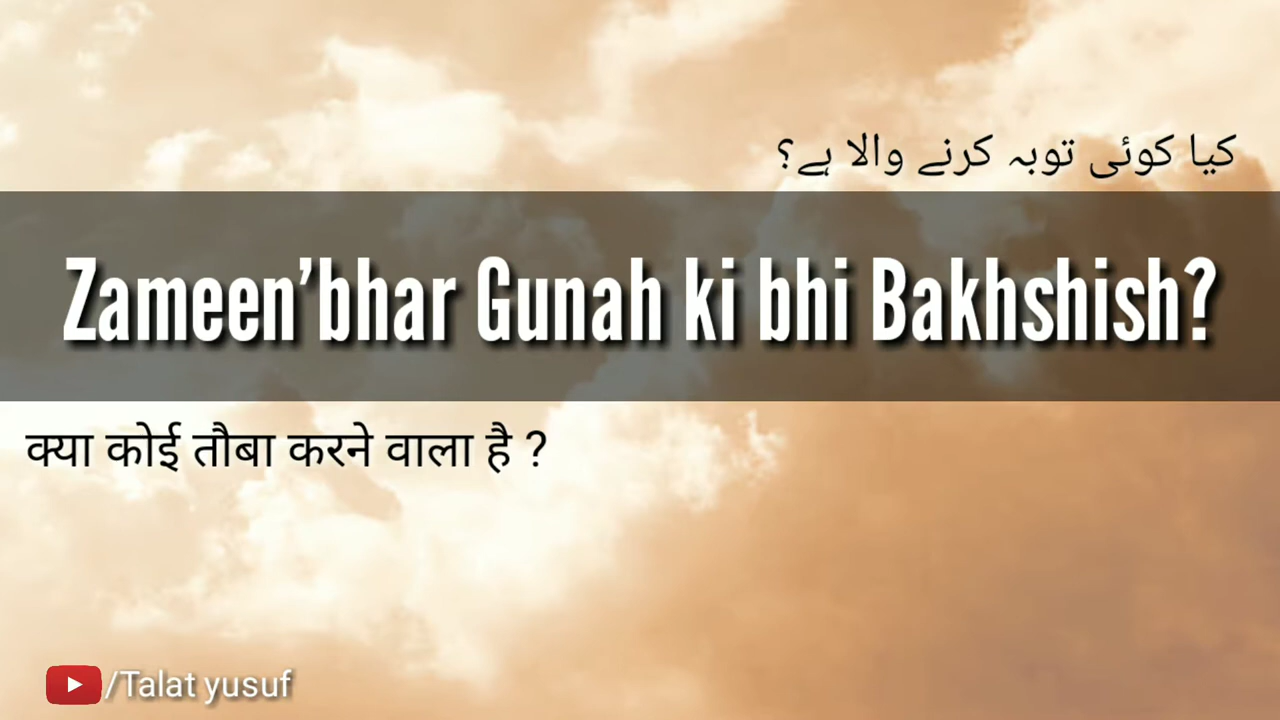 کیا کوئی توبہ کرنے والا ہے؟
Zameen’bhar Gunah ki bhi Bakhshish?
क्या कोई तौबा करने वाला है ?
/Talat yusuf